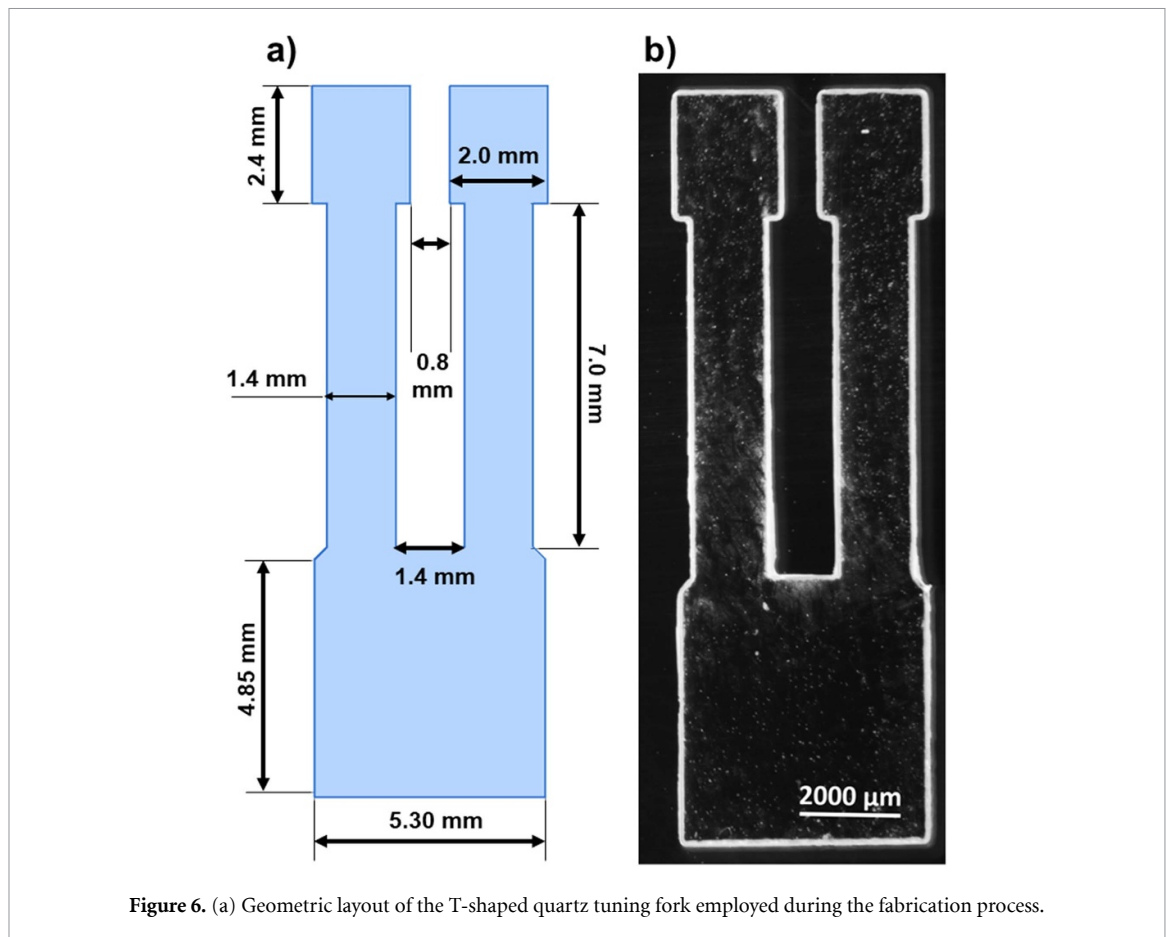 a)
b)
2.4 mm
2.0 mm
0.8
mm
7.0 mm
1.4 mm
1.4 mm
4.85 mm
5.30 mm
2000 µm
Figure 6. (a) Geometric layout of the T-shaped quartz tuning fork employed during the fabrication process.